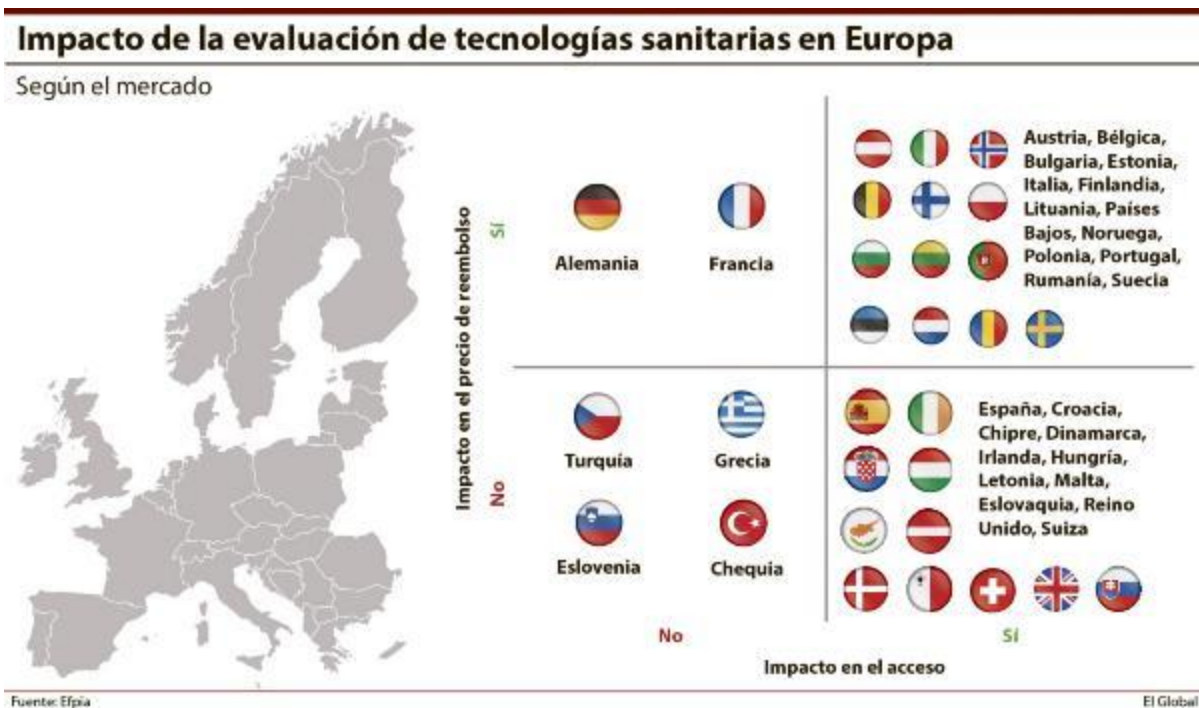 Impacto de la evaluación de tecnologías sanitarias en Europa
Según el mercado
Impacto en el precio de reembolso
Sí
No
Alemania
Francia
Austria, Bélgica,
Bulgaria, Estonia,
Italia, Finlandia,
Lituania, Países
Bajos, Noruega,
Polonia, Portugal,
Rumanía, Suecia
Turquía
Grecia
Eslovenia
Chequia
España, Croacia,
Chipre, Dinamarca,
Irlanda, Hungría,
Letonia, Malta,
Eslovaquia, Reino
Unido, Suiza
No
Sí
Impacto en el acceso
Fuente: Efpia
El Global